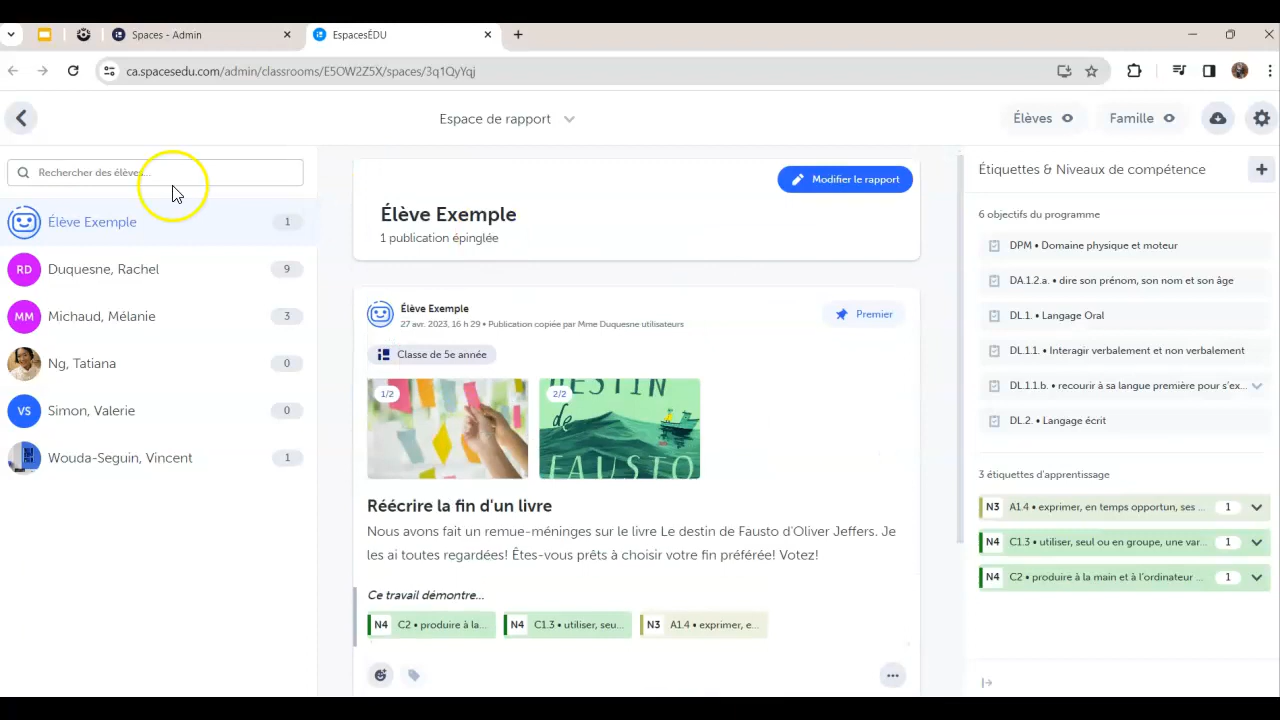 Spaces - Admin
EspacesÉDU
ca.spacesedu.com/admin/classrooms/E5OW2Z5X/spaces/3q1QyYqj
Espace de rapport
Élèves
Famille
Rechercher des élèves...
Élève Exemple 1
RD Duquesne, Rachel 9
MM Michaud, Mélanie 3
Ng, Tatiana 0
VS Simon, Valerie 0
Wouda-Seguin, Vincent 1
Modifier le rapport
Élève Exemple
1 publication épinglée
Élève Exemple
27 avr. 2023, 16 h 29 • Publication copiée par Mme Duquesne utilisateurs
Premier
Classe de 5e année
1/2
2/2
DESTIN
de
FAUSTO
Réécrire la fin d'un livre
Nous avons fait un remue-méninges sur le livre Le destin de Fausto d'Oliver Jeffers. Je
les ai toutes regardées! Êtes-vous prêts à choisir votre fin préférée! Votez!
Ce travail démontre...
N4 C2 • produire à la...
N4 C1.3 • utiliser, seu...
N3 A1.4 • exprimer, e...
Étiquettes & Niveaux de compétence
6 objectifs du programme
DPM • Domaine physique et moteur
DA.1.2.a. • dire son prénom, son nom et son âge
DL.1. • Langage Oral
DL.1.1. • Interagir verbalement et non verbalement
DL.1.1.b. • recourir à sa langue première pour s'ex...
DL.2. • Langage écrit
3 étiquettes d'apprentissage
N3 A1.4 • exprimer, en temps opportun, ses ... 1
N4 C1.3 • utiliser, seul ou en groupe, une var... 1
N4 C2 • produire à la main et à l'ordinateur ... 1